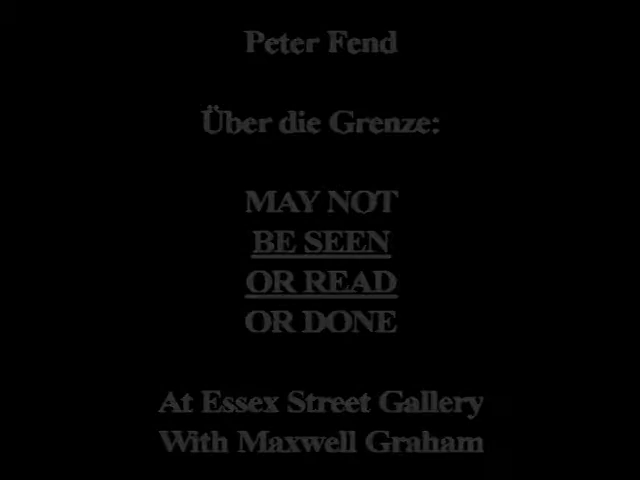 Peter Fend
Über die Grenze:
MAY NOT
BE SEEN
OR READ
OR DONE
At Essex Street Gallery
With Maxwell Graham